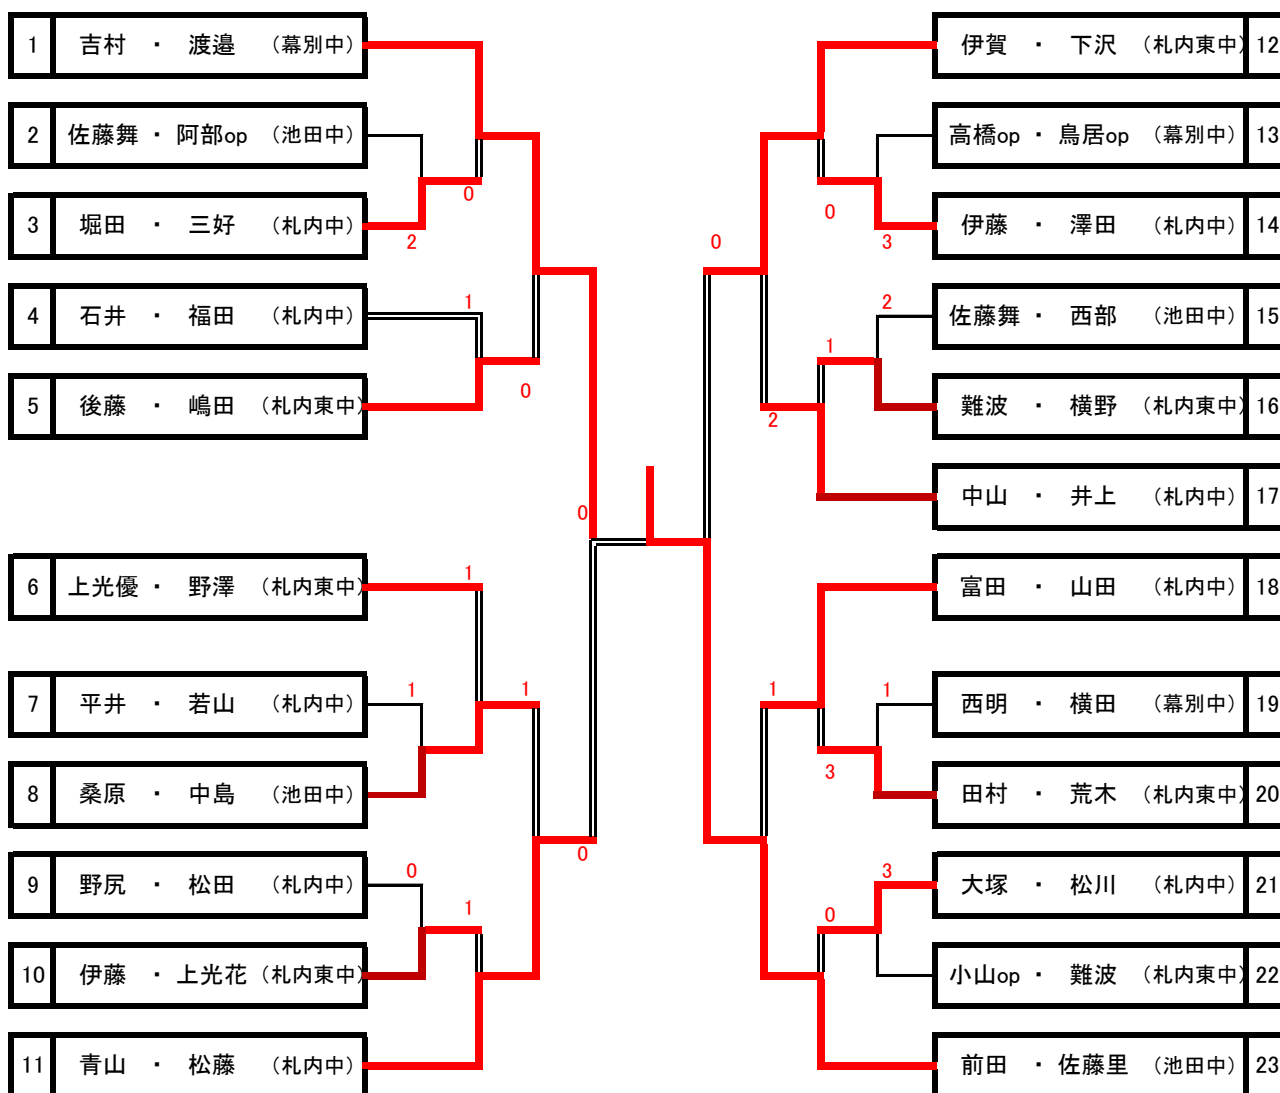 1 吉村 ・ 渡邉 （幕別中）
2 佐藤舞 ・ 阿部op （池田中）
0
3 堀田 ・ 三好 （札内中）
2
1
4 石井 ・ 福田 （札内中）
0
5 後藤 ・ 嶋田 （札内東中）
0
1
6 上光優 ・ 野澤 （札内東中）
1
1
7 平井 ・ 若山 （札内中）
8 桑原 ・ 中島 （池田中）
0
0
9 野尻 ・ 松田 （札内中）
1
10 伊藤 ・ 上光花 （札内東中）
11 青山 ・ 松藤 （札内中）
伊賀 ・ 下沢 （札内東中） 12
高橋op ・ 鳥居op （幕別中） 13
0
伊藤 ・ 澤田 （札内中） 14
0
3
2
佐藤舞 ・ 西部 （池田中） 15
1
難波 ・ 横野 （札内東中） 16
2
中山 ・ 井上 （札内中） 17
富田 ・ 山田 （札内中） 18
1
1
西明 ・ 横田 （幕別中） 19
3
田村 ・ 荒木 （札内東中） 20
3
大塚 ・ 松川 （札内中） 21
0
小山op ・ 難波 （札内東中） 22
前田 ・ 佐藤里 （池田中） 23